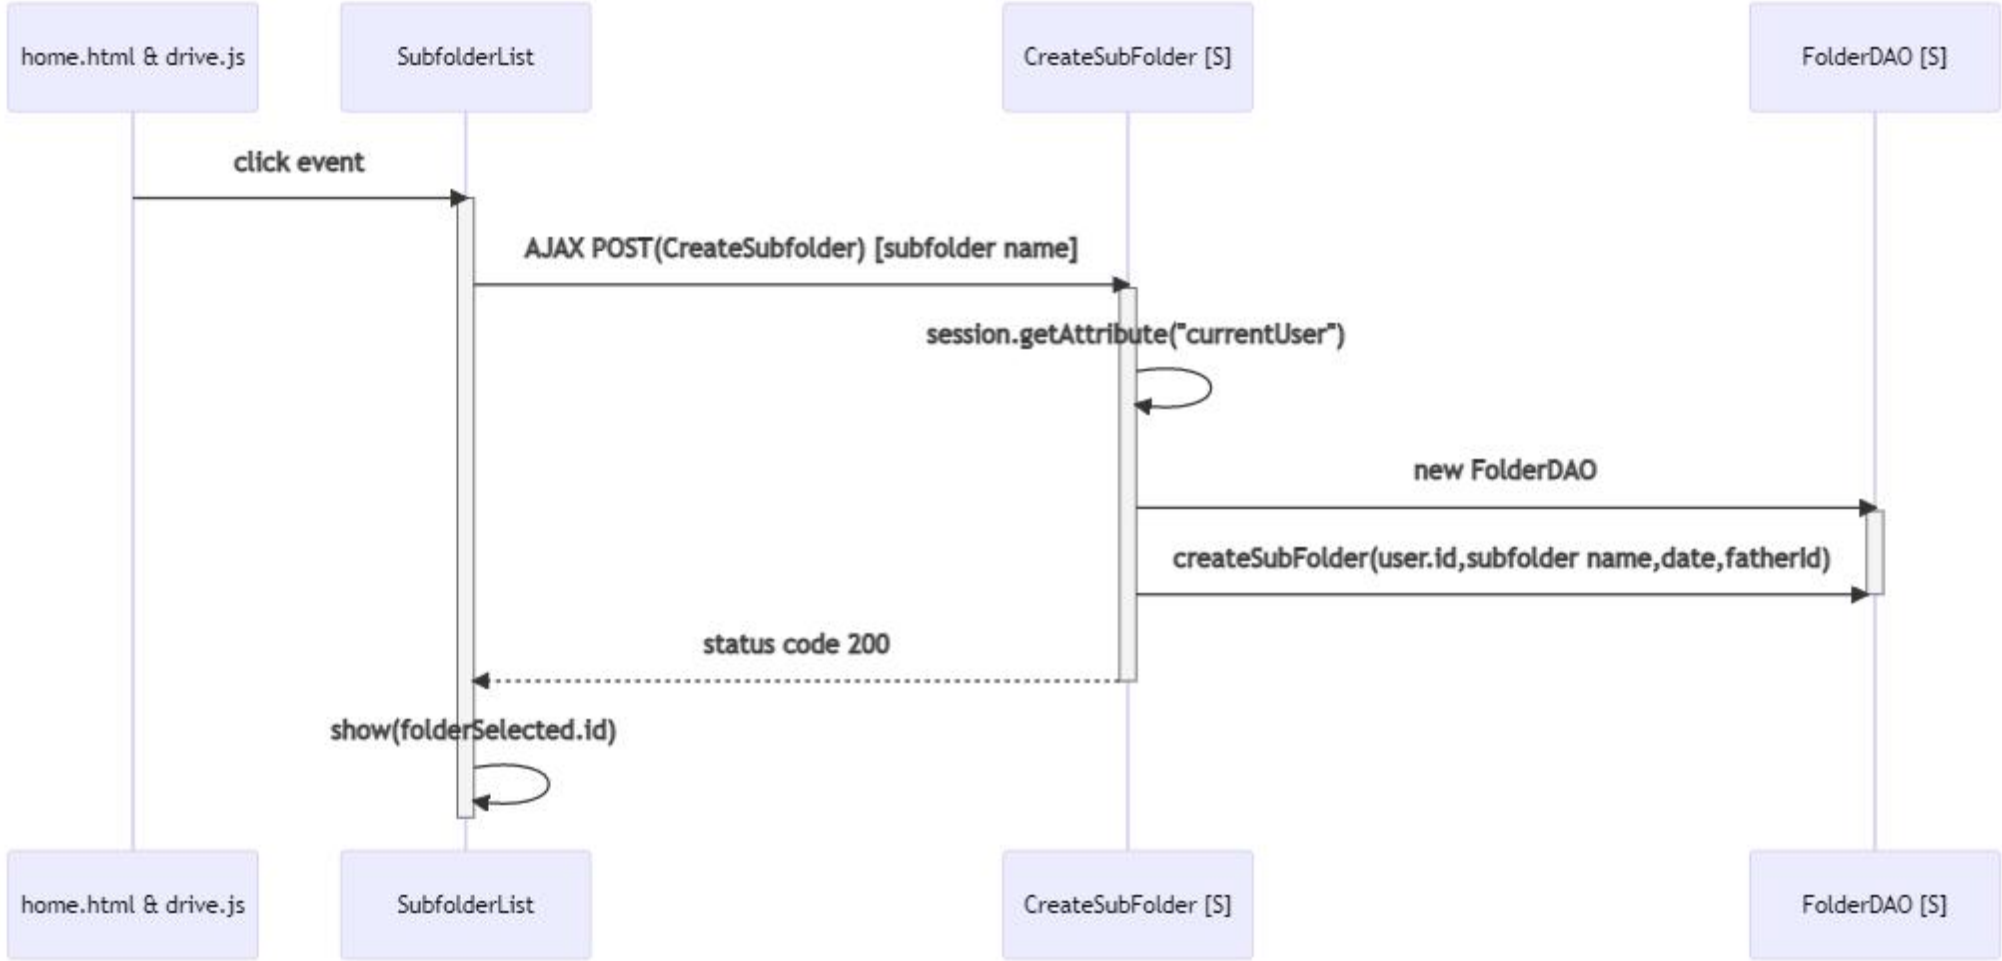 home.html & drive.js
SubfolderList
CreateSubFolder [S]
FolderDAO [S]
click event
AJAX POST(CreateSubfolder) [subfolder name]
session.getAttribute("currentUser")
new FolderDAO
createSubFolder(user.id,subfolder name,date,fatherId)
status code 200
show(folderSelected.id)
home.html & drive.js
SubfolderList
CreateSubFolder [S]
FolderDAO [S]